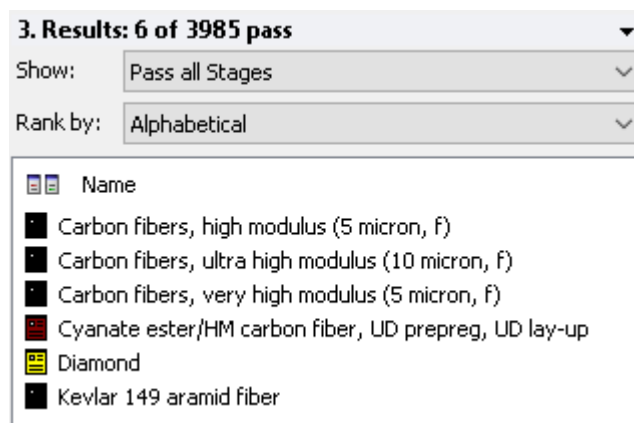 3. Results: 6 of 3985 pass
Show: Pass all Stages
Rank by: Alphabetical
Name
Carbon fibers, high modulus (5 micron, f)
Carbon fibers, ultra high modulus (10 micron, f)
Carbon fibers, very high modulus (5 micron, f)
Cyanate ester/HM carbon fiber, UD prepreg, UD lay-up
Diamond
Kevlar 149 aramid fiber